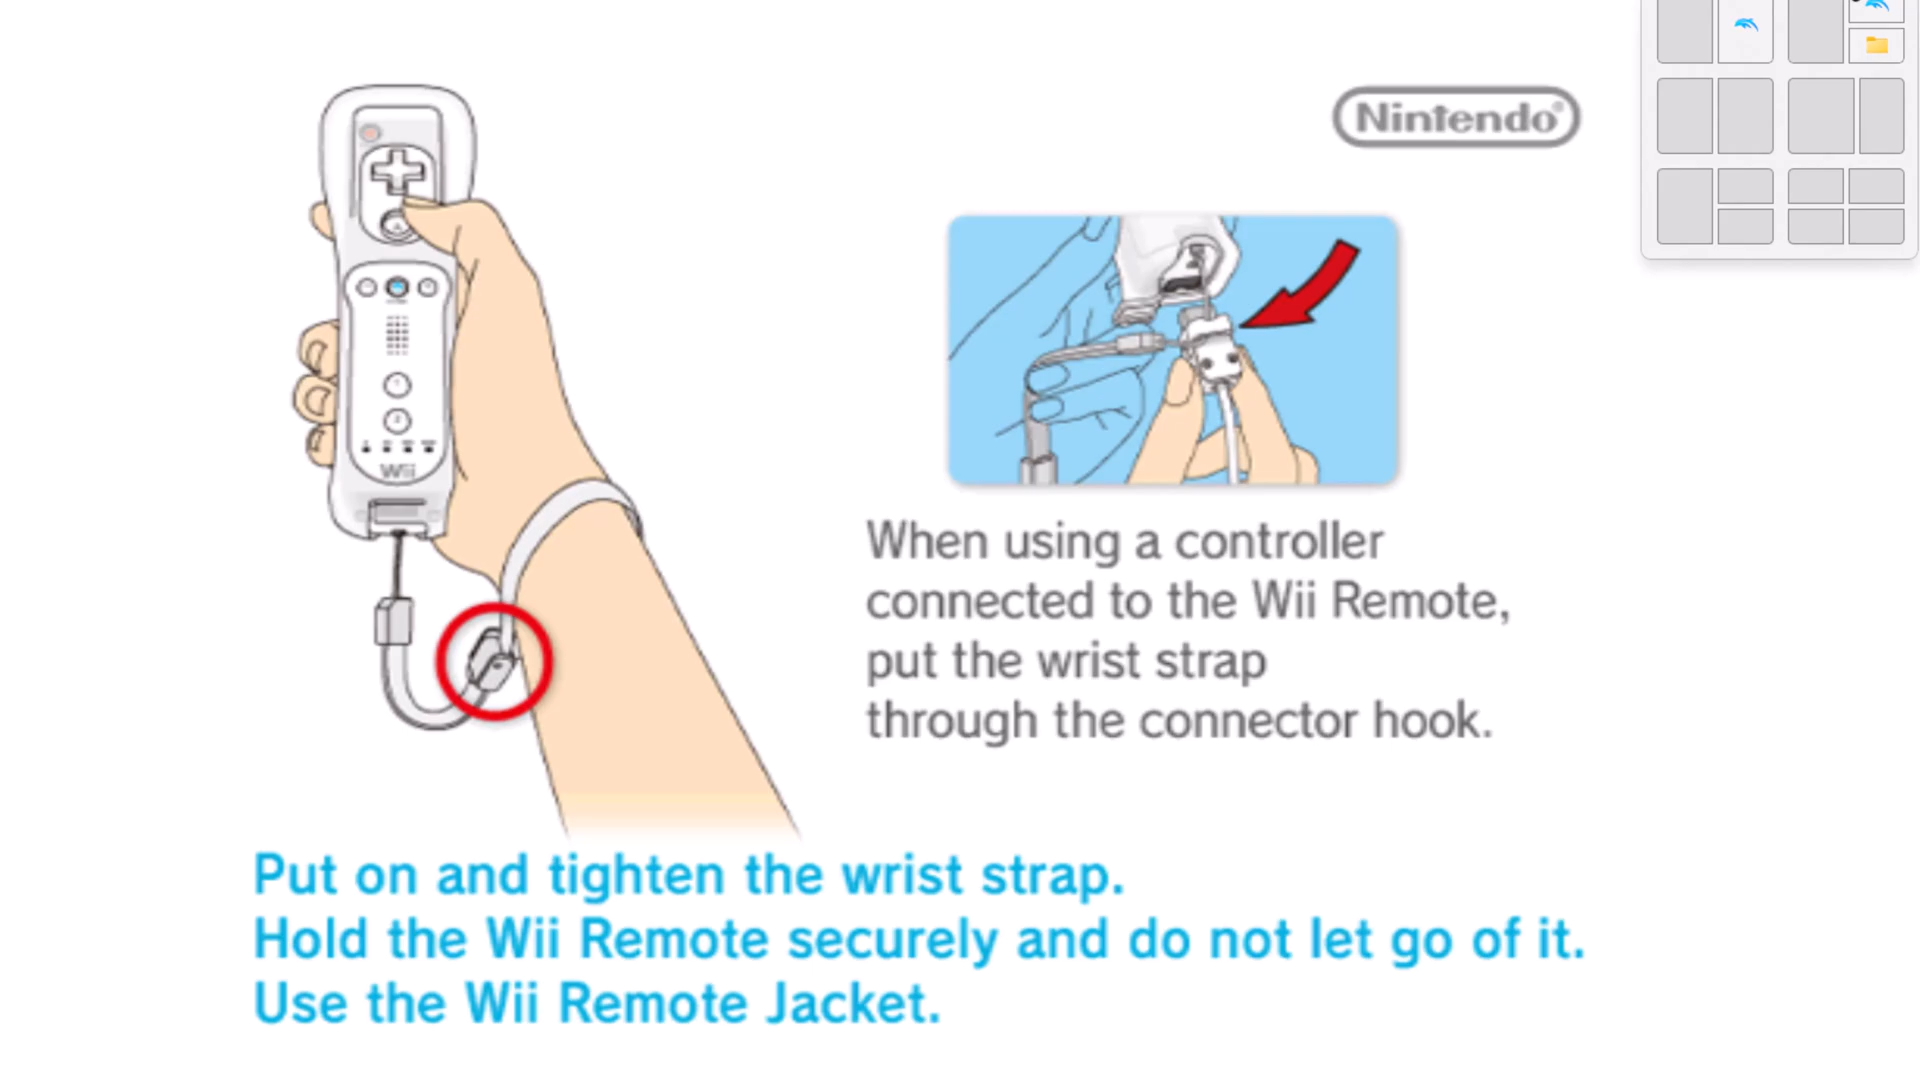 Nintendo®
Wii
When using a controller
connected to the Wii Remote,
put the wrist strap
through the connector hook.
Put on and tighten the wrist strap.
Hold the Wii Remote securely and do not let go of it.
Use the Wii Remote Jacket.